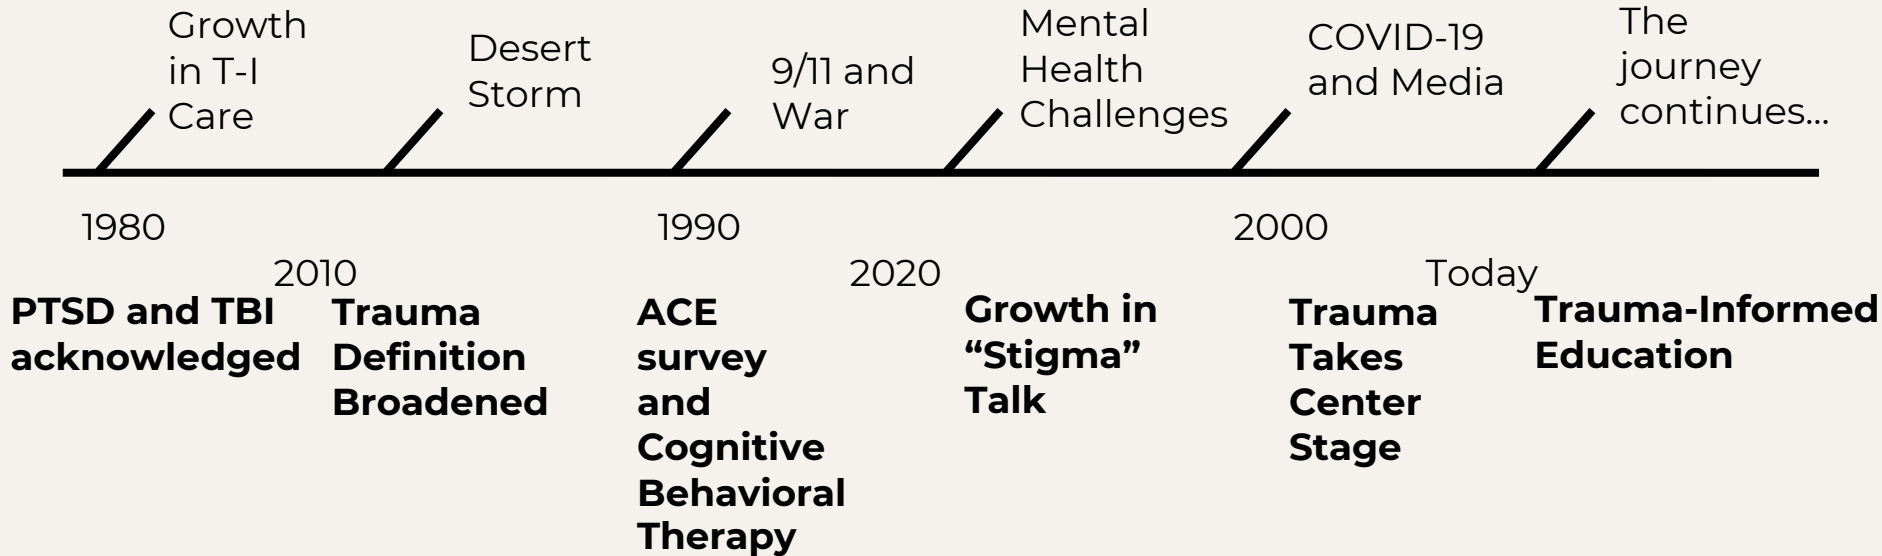 Growth
in T-I
Care
Desert
Storm
9/11 and
War
Mental
Health
Challenges
COVID-19
and Media
The
journey
continues...
1980
1990
2000
2010
2020
Today
PTSD and TBI
acknowledged
Trauma
Definition
Broadened
ACE
survey
and
Cognitive
Behavioral
Therapy
Growth in
“Stigma”
Talk
Trauma
Takes
Center
Stage
Trauma-Informed
Education